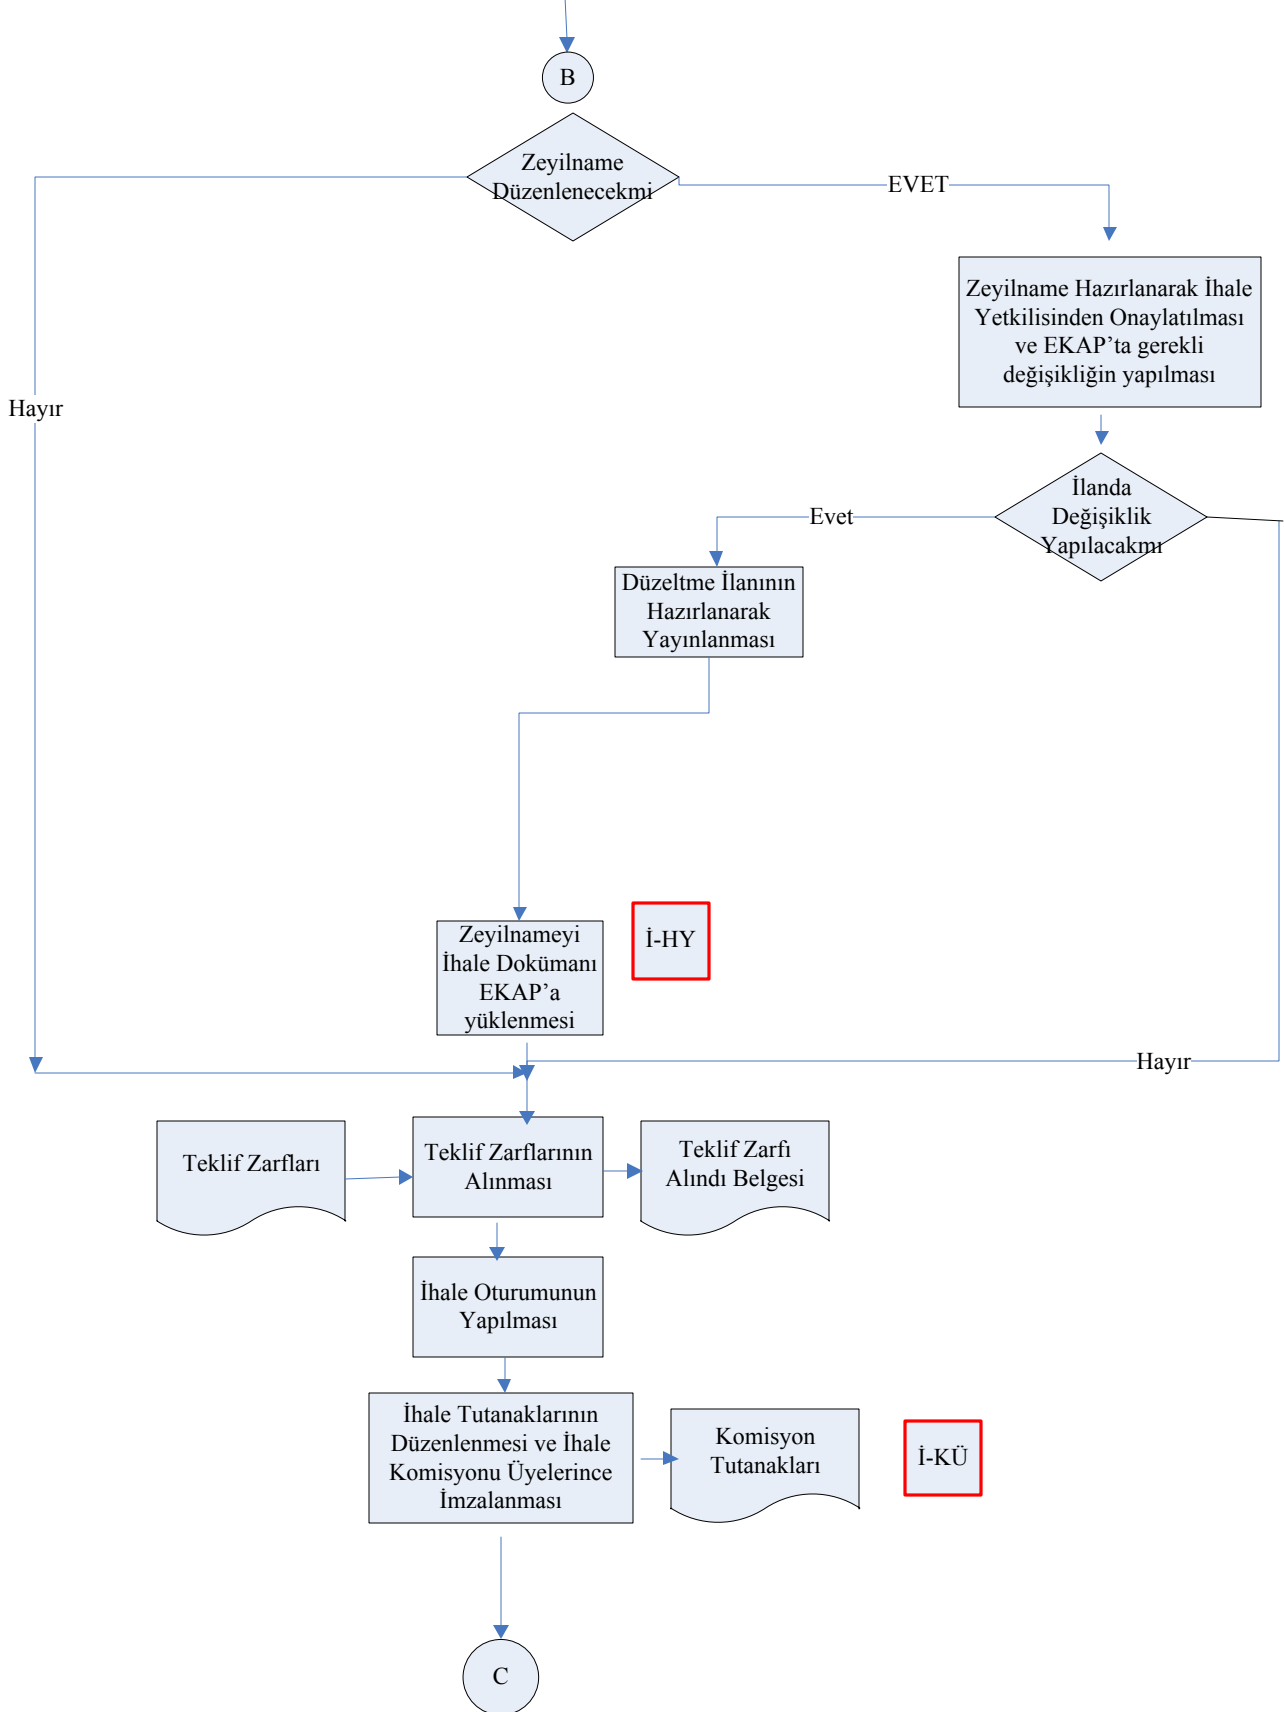 B
Zeyilname
Düzenlenecekmi
EVET
Zeyilname Hazırlanarak İhale
Yetkilisinden Onaylatılması
ve EKAP’ta gerekli
değişikliğin yapılması
Hayır
İlanda
Değişiklik
Yapılacakmı
Evet
Düzeltme İlanının
Hazırlanarak
Yayınlanması
Zeyilnameyi
İhale Dokümanı
EKAP’a
yüklenmesi
İ-HY
Hayır
Teklif Zarfları
Teklif Zarflarının
Alınması
Teklif Zarfı
Alındı Belgesi
İhale Oturumunun
Yapılması
İhale Tutanaklarının
Düzenlenmesi ve İhale
Komisyonu Üyelerince
İmzalanması
Komisyon
Tutanakları
İ-KÜ
C